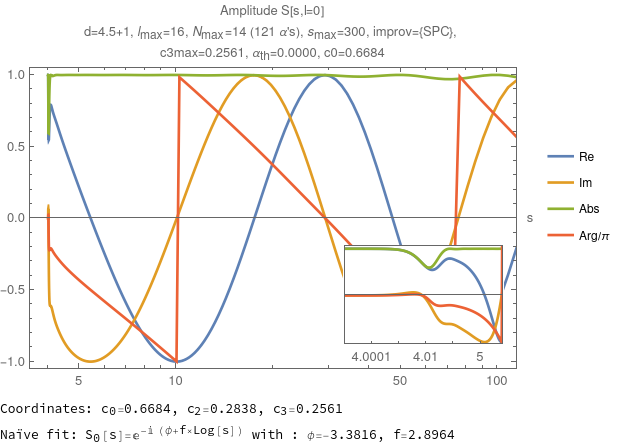 Amplitude S[s,l=0]
d=4.5+1, lmax=16, Nmax=14 (121 α's), smax=300, improv={SPC},
c3max=0.2561, αth=0.0000, c0=0.6684
1.0
0.5
0.0
-0.5
-1.0
s
Re
Im
Abs
Arg/π
4.0001 4.01 5
5 10 50 100
Coordinates: c0=0.6684, c2=0.2838, c3=0.2561
Naïve fit: S0[s]=e^-i (ϕ+f×Log[s]) with : ϕ=-3.3816, f=2.8964